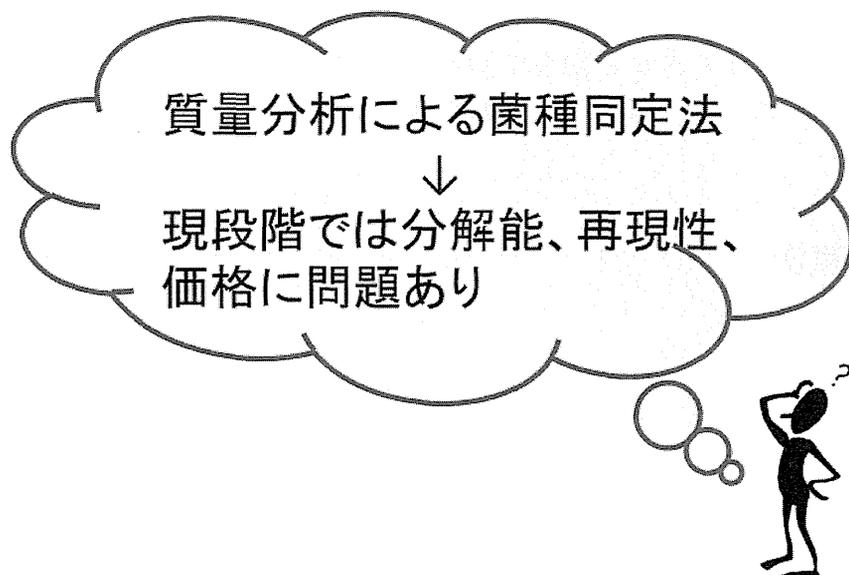 質量分析による菌種同定法
↓
現段階では分解能、再現性、
価格に問題あり
?